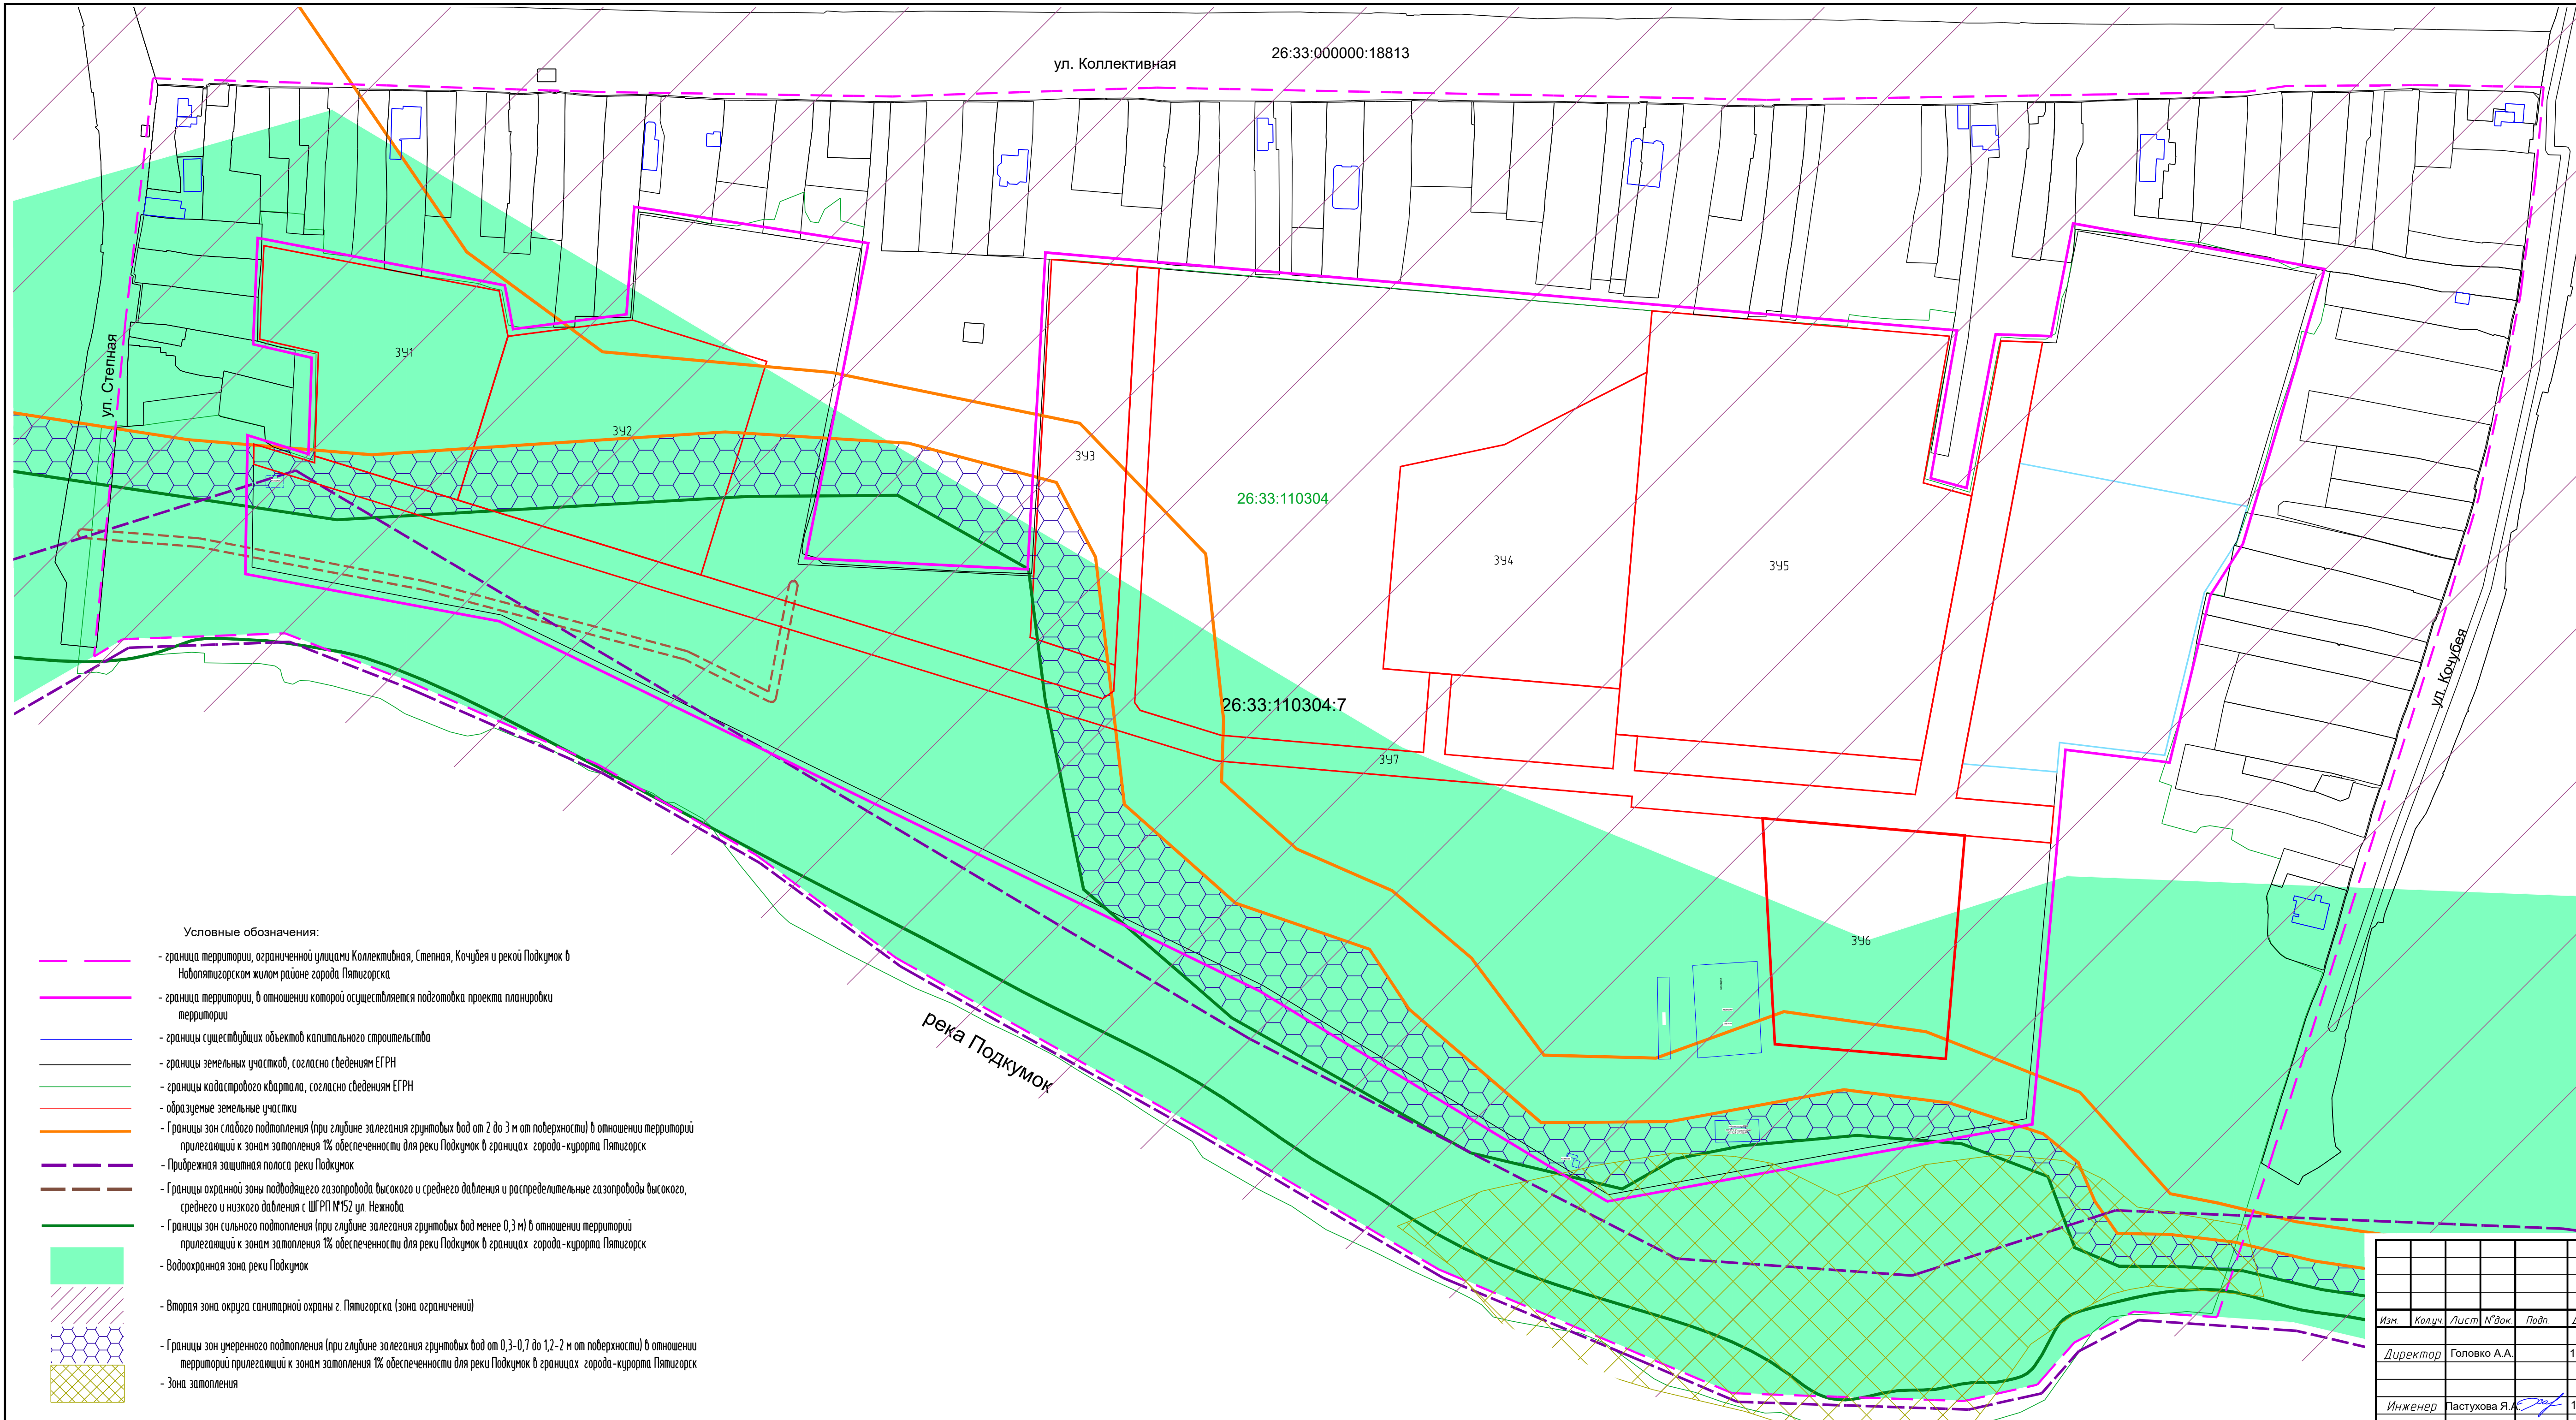 ул. Коллективная
26:33:000000:18813
ул. Степная
ул. Кочубея
ЗУ1
ЗУ2
ЗУ3
26:33:110304
ЗУ4
ЗУ5
26:33:110304:7
ЗУ7
ЗУ6
река Подкумок
Условные обозначения:
- граница территории, ограниченной улицами Коллективная, Степная, Кочубея и рекой Подкумок в
Новопятигорском жилом районе города Пятигорска
- граница территории, в отношении которой осуществляется подготовка проекта планировки
территории
- границы существубщих объектов капитального строительства
- границы земельных участков, согласно сведениям ЕГРН
- границы кадастрового квартала, согласно сведениям ЕГРН
- образуемые земельные участки
- Границы зон слабого подтопления (при глубине залегания грунтовых вод от 2 до 3 м от поверхности) в отношении территорий
прилегающий к зонам затопления 1% обеспеченности для реки Подкумок в границах города-курорта Пятигорск
- Прибрежная защитная полоса реки Подкумок
- Границы охранной зоны подводящего газопровода высокого и среднего давления и распределительные газопроводы высокого,
среднего и низкого давления с ШГРП №152 ул. Нежнова
- Границы зон сильного подтопления (при глубине залегания грунтовых вод менее 0,3 м) в отношении территорий
прилегающий к зонам затопления 1% обеспеченности для реки Подкумок в границах города-курорта Пятигорск
- Водоохранная зона реки Подкумок
- Вторая зона округа санитарной охраны г. Пятигорска (зона ограничений)
- Границы зон умеренного подтопления (при глубине залегания грунтовых вод от 0,3-0,7 до 1,2-2 м от поверхности) в отношении
территорий прилегающий к зонам затопления 1% обеспеченности для реки Подкумок в границах города-курорта Пятигорск
- Зона затопления
Изм Кол.уч Лист №док Подп
Директор Головко А.А. 1
Инженер Пастухова Я.А.